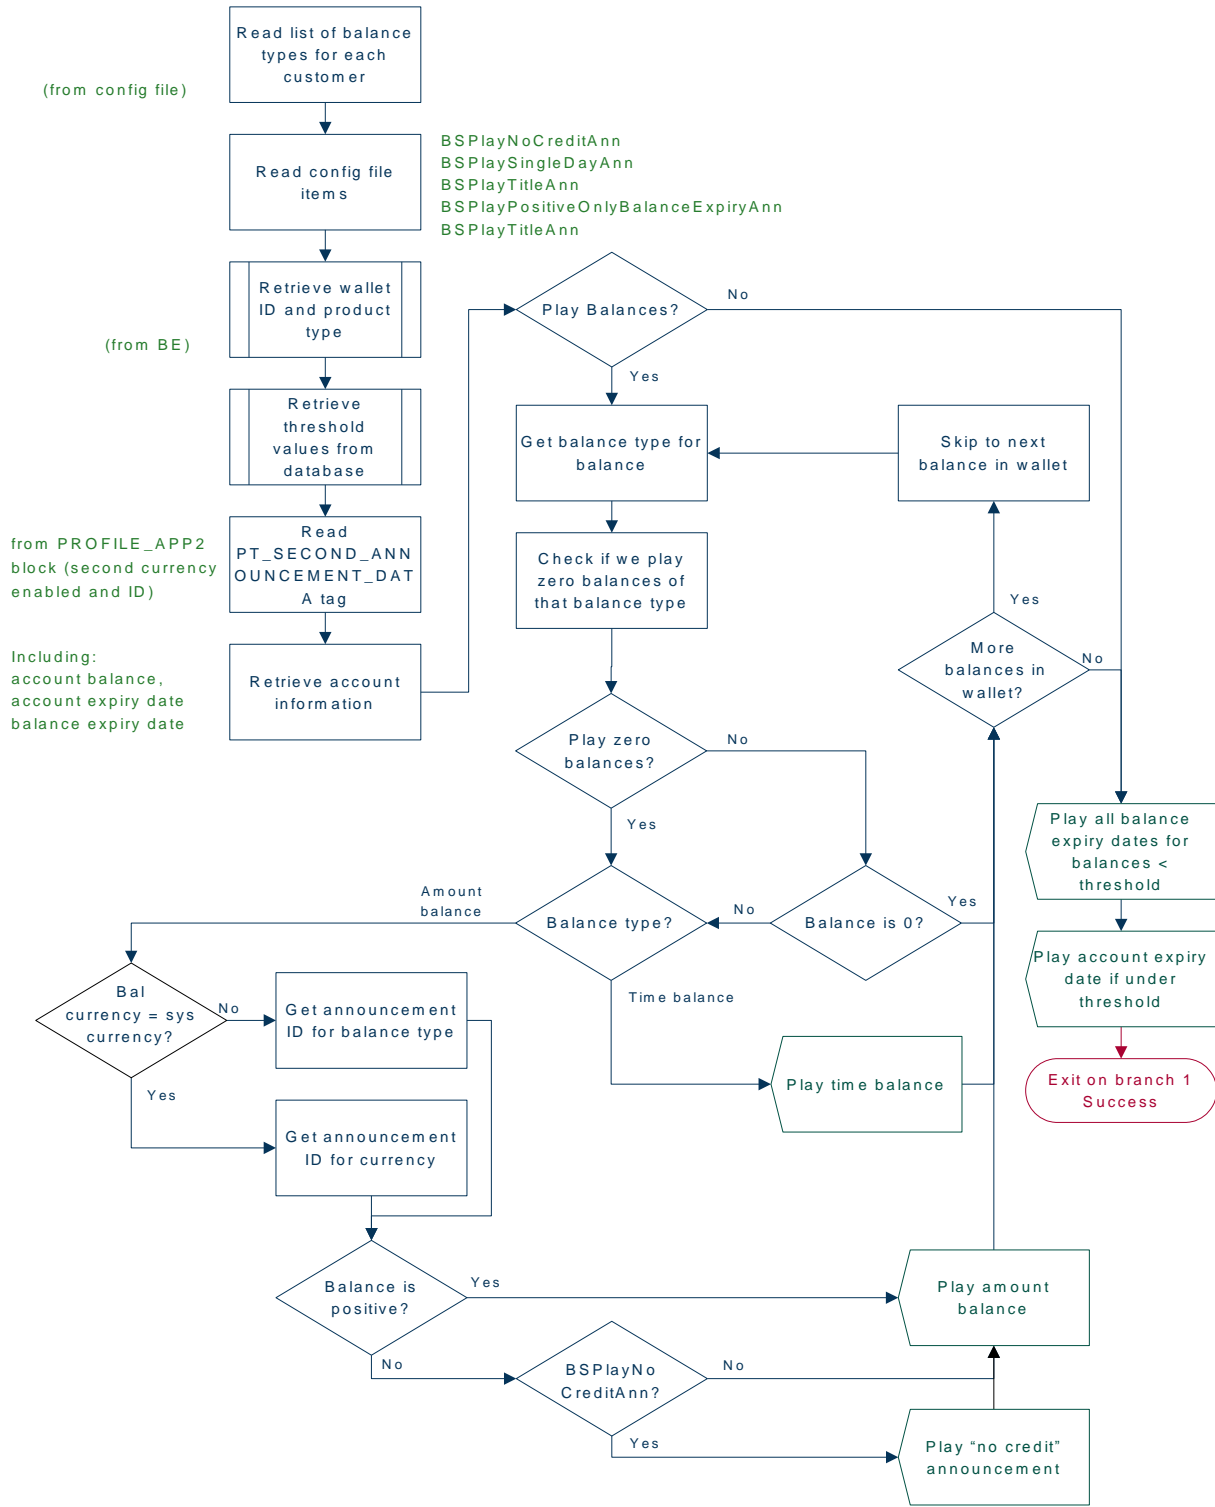 Read list of balance
types for each
customer
(from config file)
Read config file
items
BSPlayNoCreditAnn
BSPlaySingleDayAnn
BSPlayTitleAnn
BSPlayPositiveOnlyBalanceExpiryAnn
BSPlayTitleAnn
Retrieve wallet
ID and product
type
(from BE)
Play Balances?
No
Yes
Retrieve
threshold
values from
database
Get balance type for
balance
Skip to next
balance in wallet
Read
PT_SECOND_ANN
OUNCEMENT_DAT
A tag
from PROFILE_APP2
block (second currency
enabled and ID)
Check if we play
zero balances of
that balance type
Yes
More
balances in
wallet?
No
Including:
account balance,
account expiry date
balance expiry date
Retrieve account
information
Play zero
balances?
No
Yes
Play all balance
expiry dates for
balances <
threshold
Amount
balance
Balance type?
No
Balance is 0?
Yes
Play account expiry
date if under
threshold
Time balance
Bal
currency = sys
currency?
No
Get announcement
ID for balance type
Yes
Play time balance
Exit on branch 1
Success
Get announcement
ID for currency
Balance is
positive?
Yes
Play amount
balance
No
BSPlayNo
CreditAnn?
No
Yes
Play “no credit”
announcement